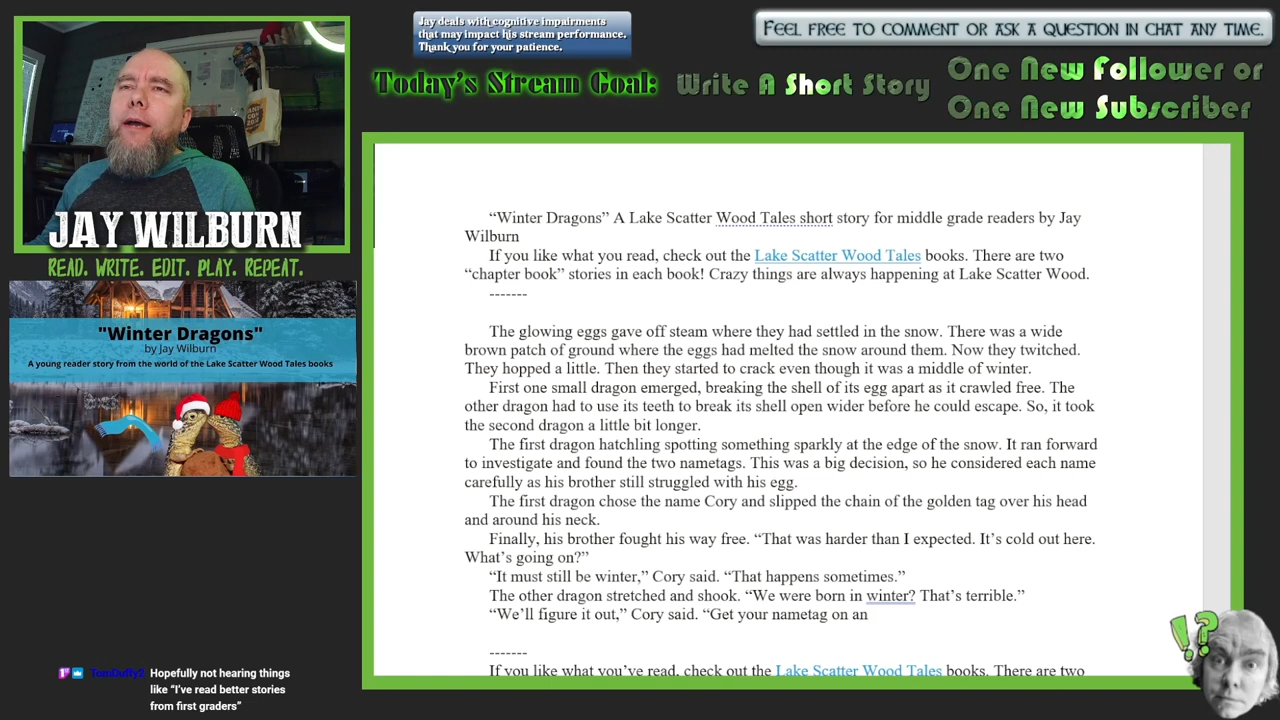 Jay deals with cognitive impairments
that may impact his stream performance.
Thank you for your patience.
Feel free to comment or ask a question in chat any time.
Today's Stream Goal:
Write A Short Story
One New Follower or
One New Subscriber
JAY WILBURN
READ. WRITE. EDIT. PLAY. REPEAT.
"Winter Dragons"
by Jay Wilburn
A young reader story from the world of the Lake Scatter Wood Tales books
“Winter Dragons” A Lake Scatter Wood Tales short story for middle grade readers by Jay
Wilburn
If you like what you read, check out the Lake Scatter Wood Tales books. There are two
“chapter book” stories in each book! Crazy things are always happening at Lake Scatter Wood.
-------
The glowing eggs gave off steam where they had settled in the snow. There was a wide
brown patch of ground where the eggs had melted the snow around them. Now they twitched.
They hopped a little. Then they started to crack even though it was a middle of winter.
First one small dragon emerged, breaking the shell of its egg apart as it crawled free. The
other dragon had to use its teeth to break its shell open wider before he could escape. So, it took
the second dragon a little bit longer.
The first dragon hatchling spotting something sparkly at the edge of the snow. It ran forward
to investigate and found the two nametags. This was a big decision, so he considered each name
carefully as his brother still struggled with his egg.
The first dragon chose the name Cory and slipped the chain of the golden tag over his head
and around his neck.
Finally, his brother fought his way free. “That was harder than I expected. It’s cold out here.
What’s going on?”
“It must still be winter,” Cory said. “That happens sometimes.”
The other dragon stretched and shook. “We were born in winter? That’s terrible.”
“We’ll figure it out,” Cory said. “Get your nametag on an
-------
If you like what you’ve read, check out the Lake Scatter Wood Tales books. There are two
TomDuffy2 Hopefully not hearing things
like “I’ve read better stories
from first graders”
!?